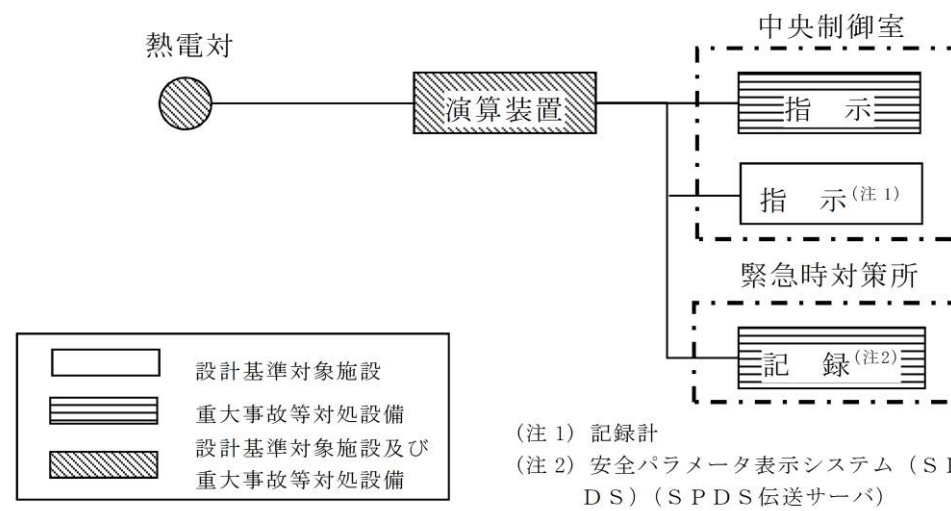 中央制御室
熱電対
演算装置
指 示
指 示(注 1)
緊急時対策所
記 録(注2)
設計基準対象施設
重大事故等対処設備
設計基準対象施設及び
重大事故等対処設備
(注 1) 記録計
(注 2) 安全パラメータ表示システム(S
DS)(SPDS伝送サーバ)